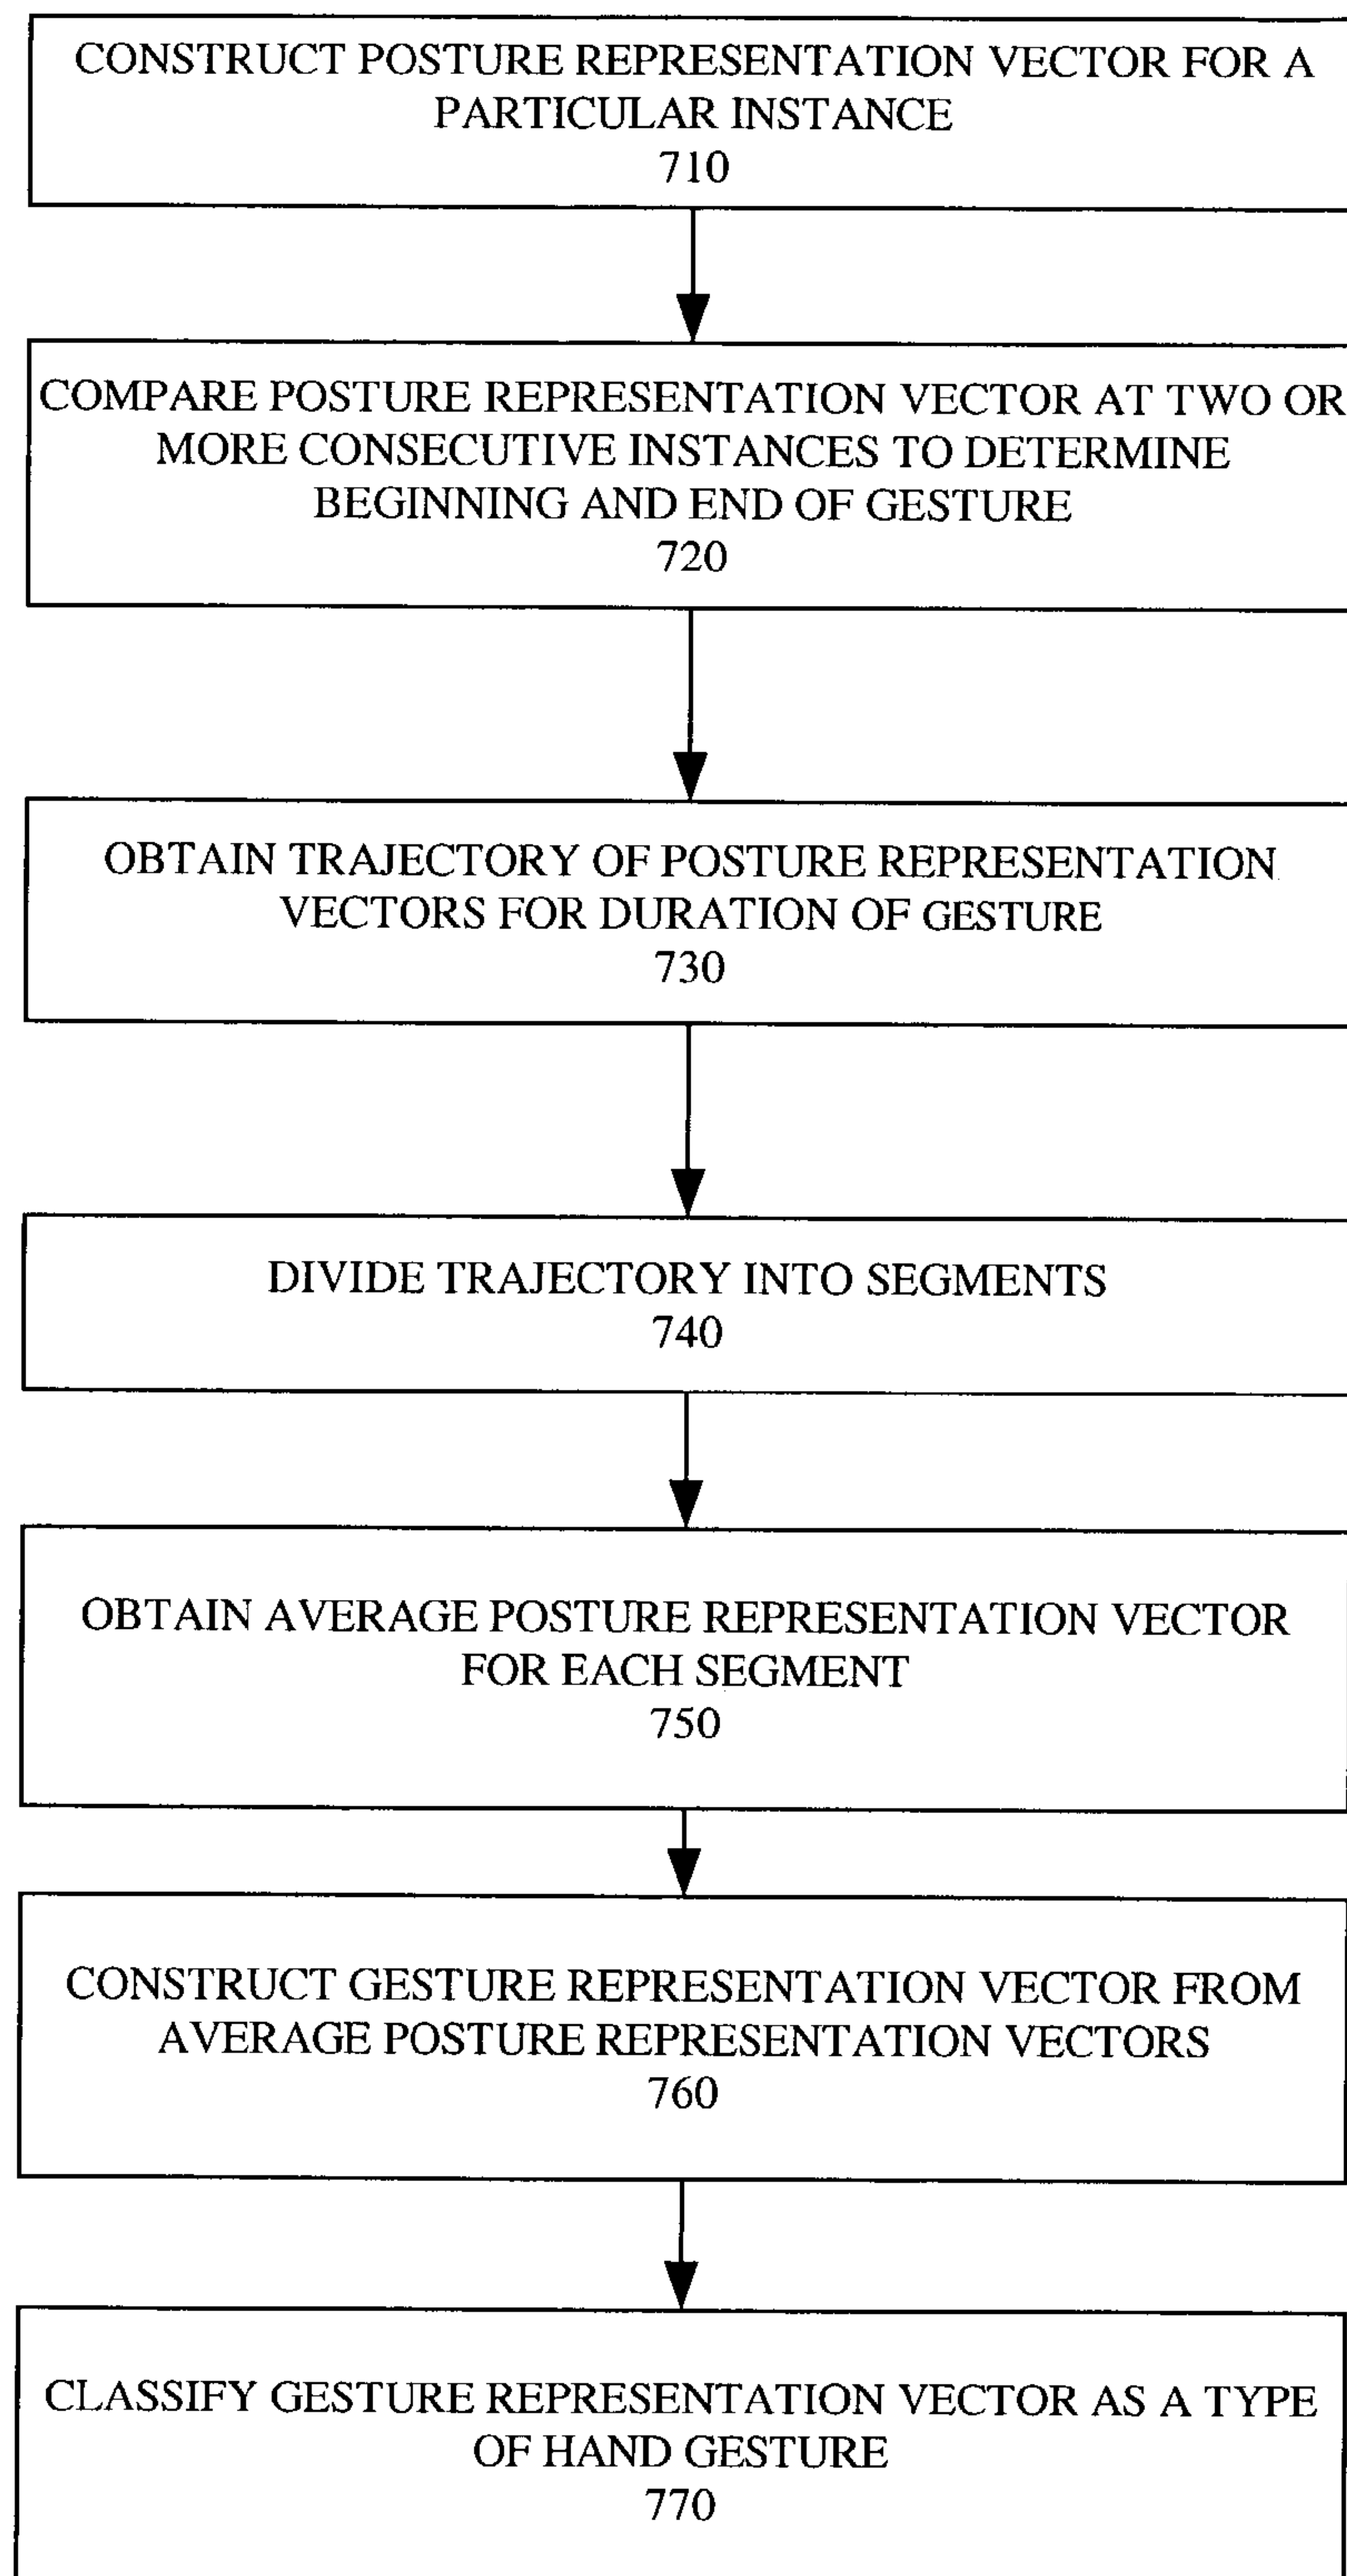 CONSTRUCT POSTURE REPRESENTATION VECTOR FOR A
PARTICULAR INSTANCE
710
COMPARE POSTURE REPRESENTATION VECTOR AT TWO OR
MORE CONSECUTIVE INSTANCES TO DETERMINE
BEGINNING AND END OF GESTURE
720
OBTAIN TRAJECTORY OF POSTURE REPRESENTATION
VECTORS FOR DURATION OF GESTURE
730
DIVIDE TRAJECTORY INTO SEGMENTS
740
OBTAIN AVERAGE POSTURE REPRESENTATION VECTOR
FOR EACH SEGMENT
750
CONSTRUCT GESTURE REPRESENTATION VECTOR FROM
AVERAGE POSTURE REPRESENTATION VECTORS
760
CLASSIFY GESTURE REPRESENTATION VECTOR AS A TYPE
OF HAND GESTURE
770